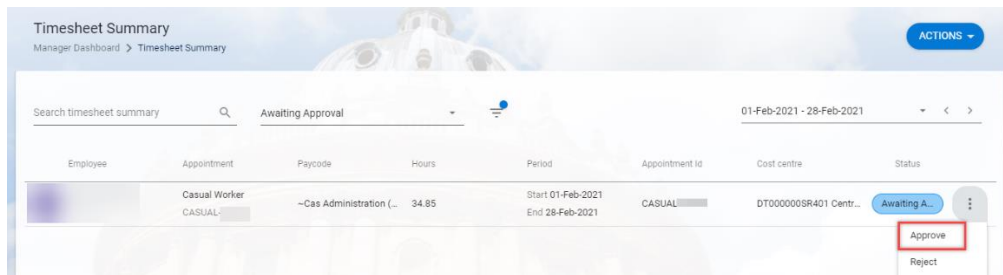 Timesheet Summary
Manager Dashboard > Timesheet Summary
ACTIONS
Search timesheet summary
Awaiting Approval
01-Feb-2021 - 28-Feb-2021
Employee Appointment Paycode Hours Period Appointment Id Cost centre Status
Casual Worker
CASUAL-
~Cas Administration (... 34.85
Start 01-Feb-2021
End 28-Feb-2021
CASUAL
DT000000SR401 Centr...
Awaiting A...
Approve
Reject